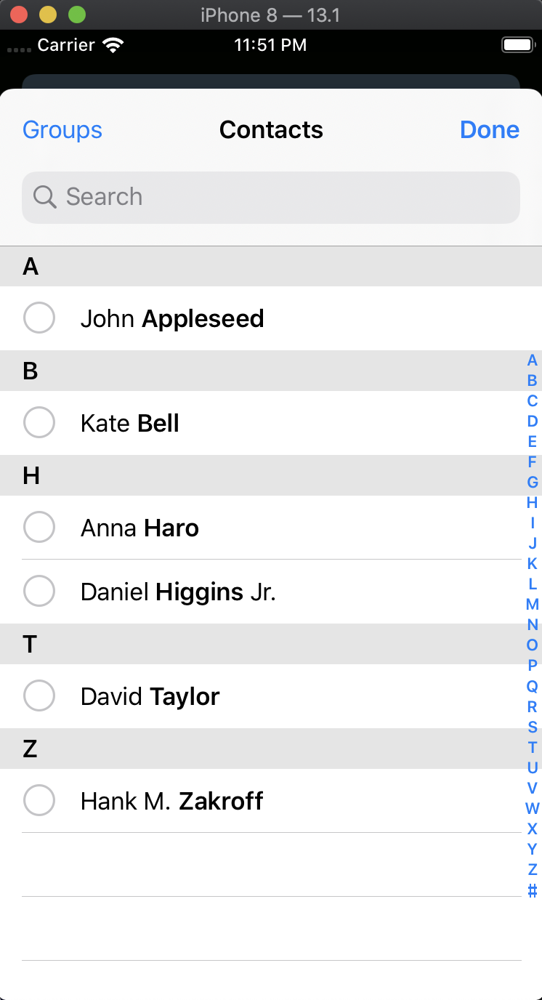 iPhone 8 — 13.1
Carrier 11:51 PM
Groups Contacts Done
Search
A
John Appleseed
B
Kate Bell
H
Anna Haro
Daniel Higgins Jr.
T
David Taylor
Z
Hank M. Zakroff
A
B
C
D
E
F
G
H
I
J
K
L
M
N
O
P
Q
R
S
T
U
V
W
X
Y
Z
#